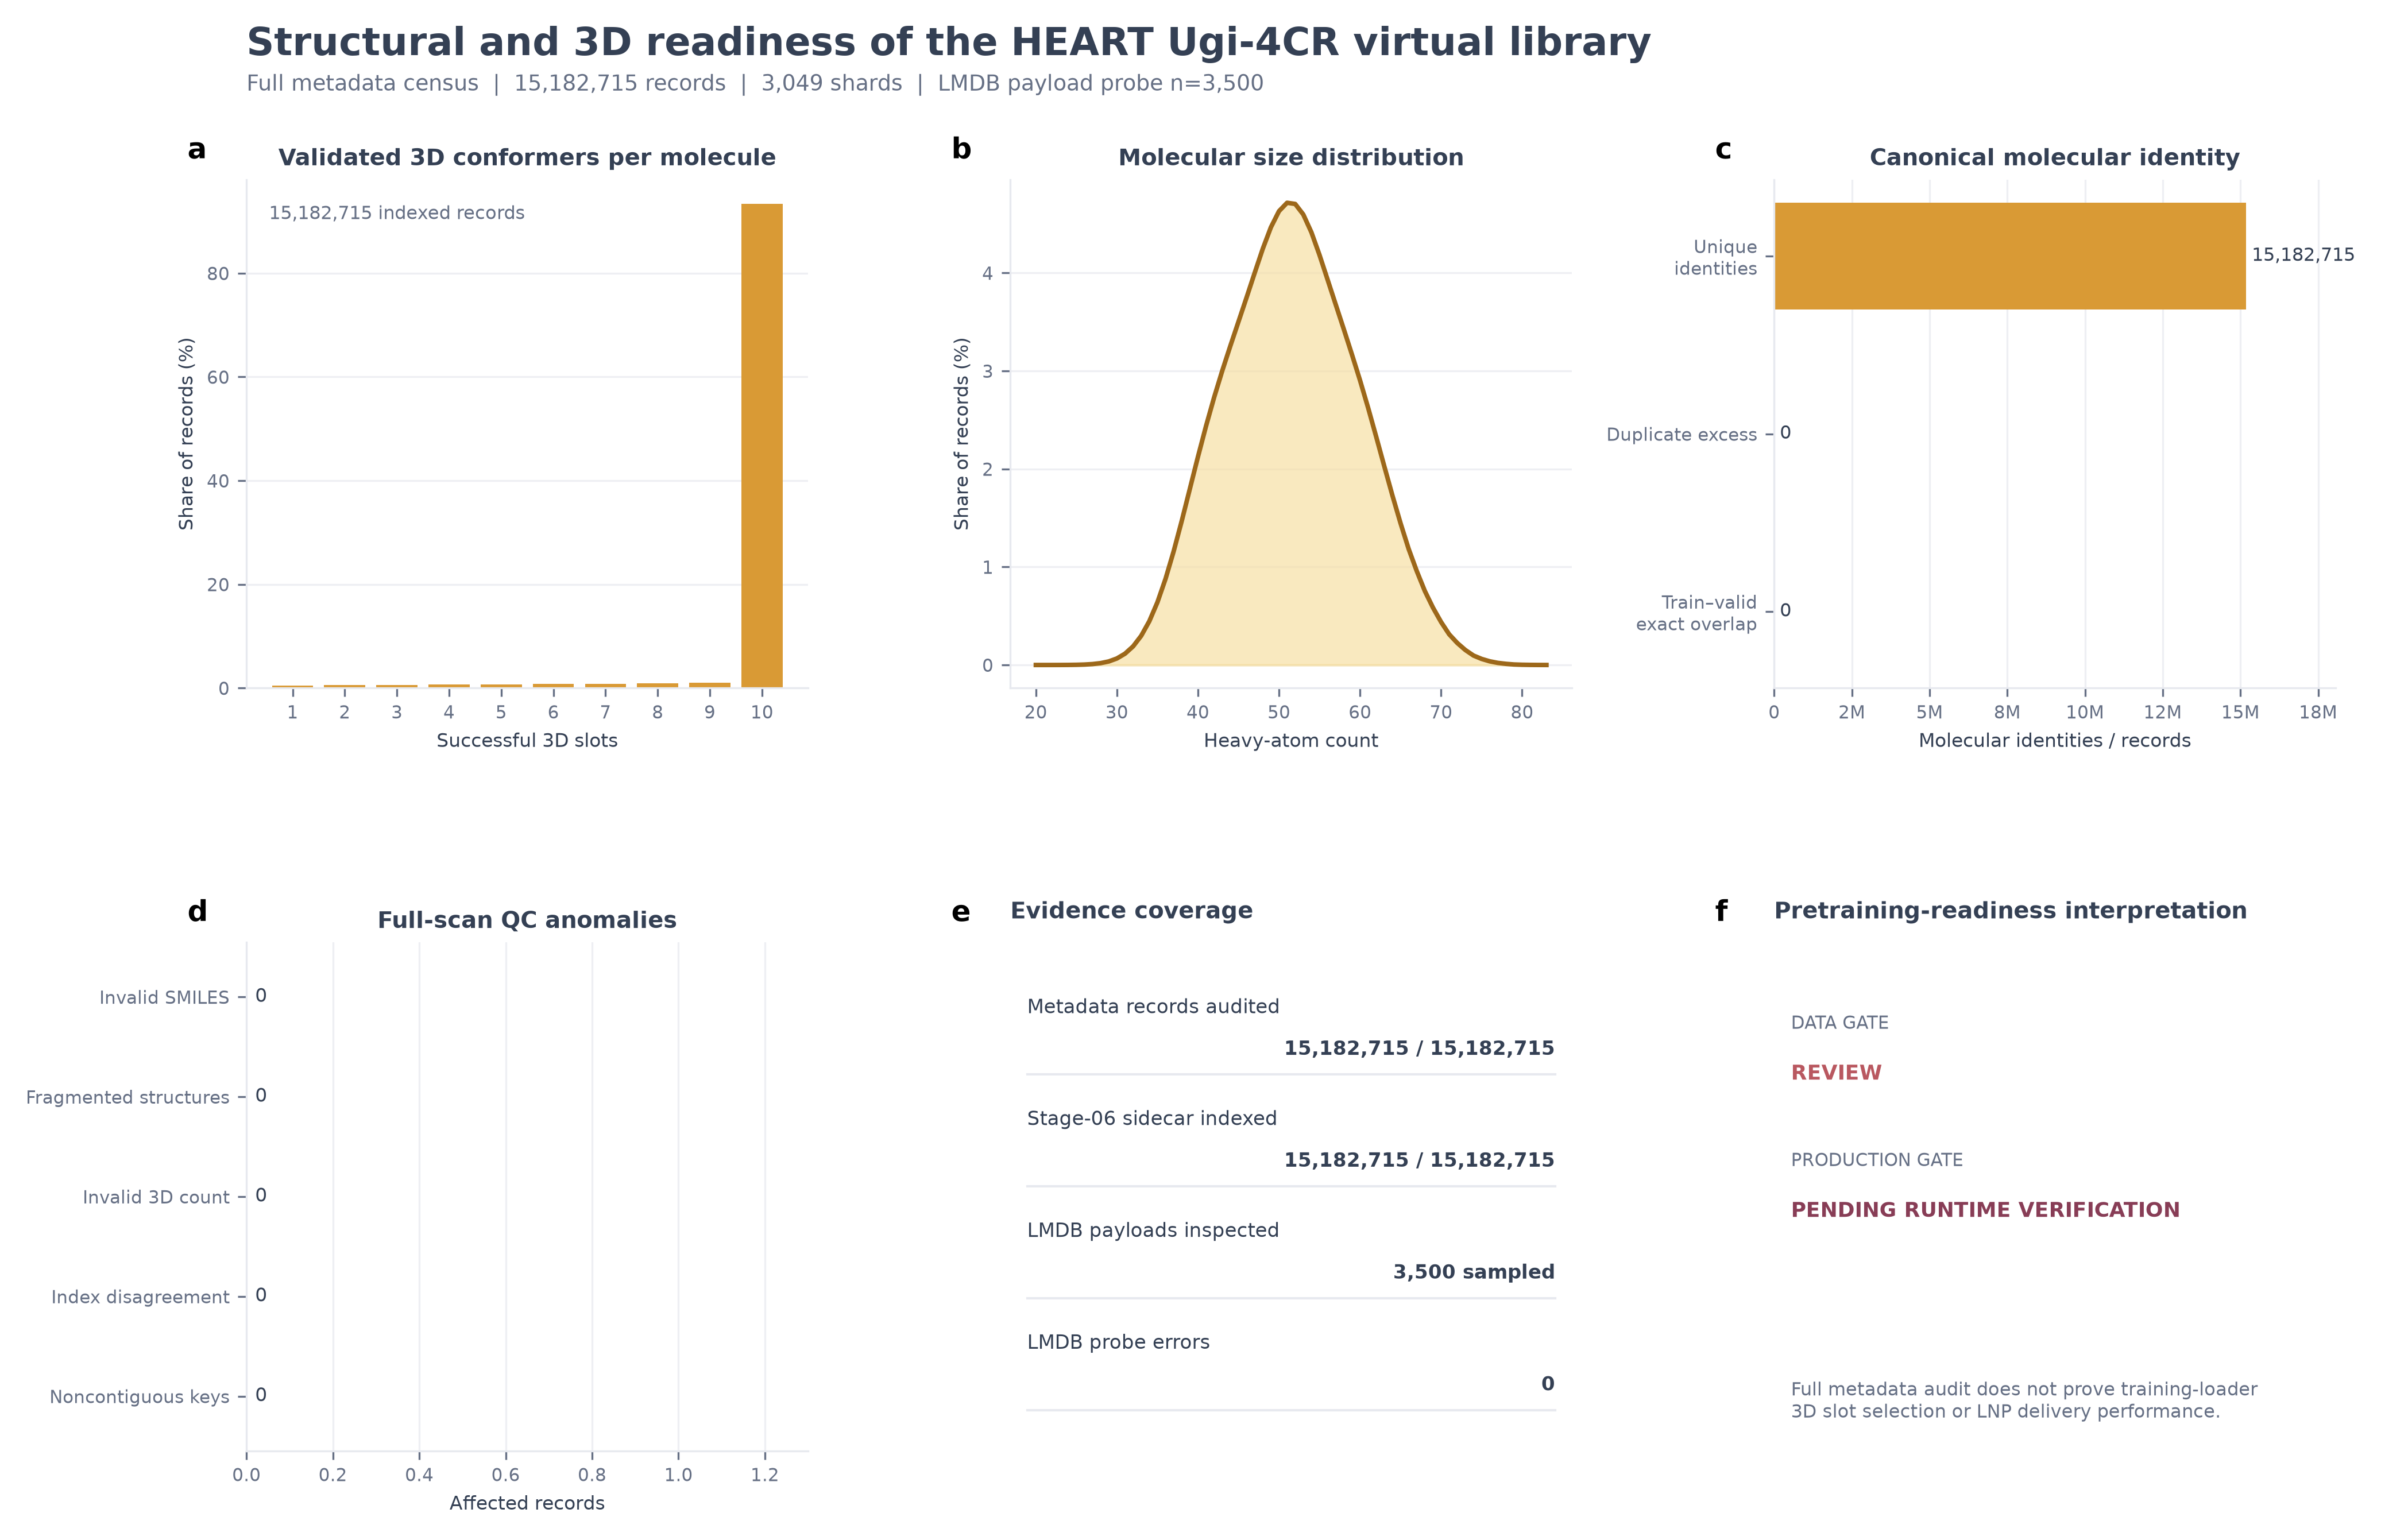 Structural and 3D readiness of the HEART Ugi-4CR virtual library
Full metadata census | 15,182,715 records | 3,049 shards | LMDB payload probe n=3,500
a
Validated 3D conformers per molecule
15,182,715 indexed records
Share of records (%)
80
60
40
20
0
1 2 3 4 5 6 7 8 9 10
Successful 3D slots
b
Molecular size distribution
Share of records (%)
4
3
2
1
0
20 30 40 50 60 70 80
Heavy-atom count
c
Canonical molecular identity
Unique
identities
15,182,715
Duplicate excess
0
Train–valid
exact overlap
0
0 2M 5M 8M 10M 12M 15M 18M
Molecular identities / records
d
Full-scan QC anomalies
Invalid SMILES
0
Fragmented structures
0
Invalid 3D count
0
Index disagreement
0
Noncontiguous keys
0
0.0 0.2 0.4 0.6 0.8 1.0 1.2
Affected records
e
Evidence coverage
Metadata records audited
15,182,715 / 15,182,715
Stage-06 sidecar indexed
15,182,715 / 15,182,715
LMDB payloads inspected
3,500 sampled
LMDB probe errors
0
f
Pretraining-readiness interpretation
DATA GATE
REVIEW
PRODUCTION GATE
PENDING RUNTIME VERIFICATION
Full metadata audit does not prove training-loader
3D slot selection or LNP delivery performance.